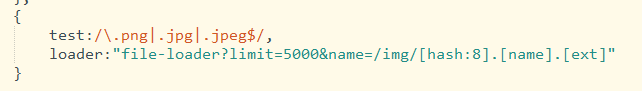 },
{
test:/\.png|.jpg|.jpeg$/,
loader:"file-loader?limit=5000&name=/img/[hash:8].[name].[ext]"
}